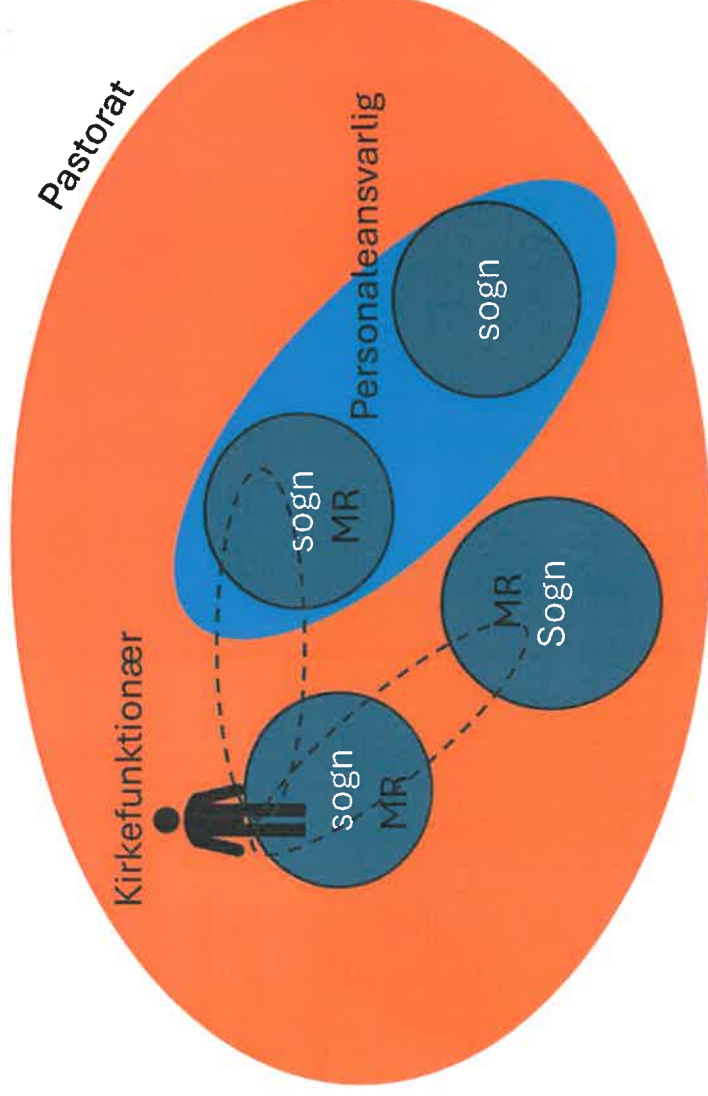 Pastorat
Kirkefunktionær
sogn
MR
Personaleansvarlig
sogn
MR
sogn
MR
Sogn